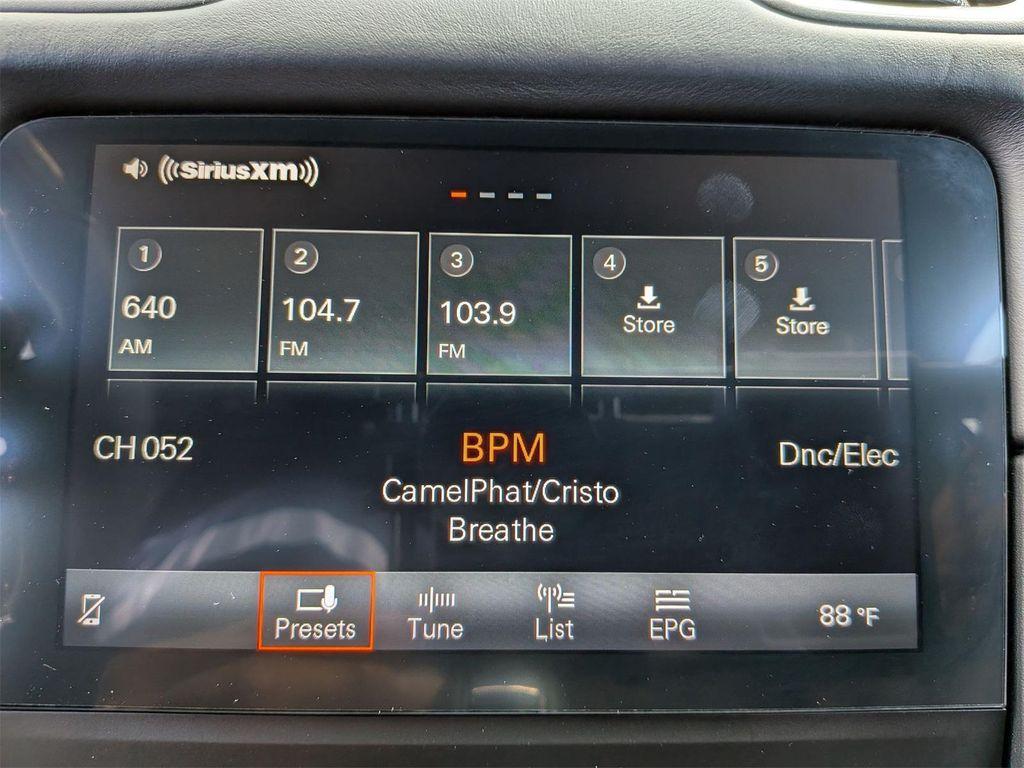 SiriusXM
1
2
3
4
5
640
104.7
103.9
Store
Store
AM
FM
FM
CH 052
BPM
Dnc/Elec
CamelPhat/Cristo
Breathe
Presets
Tune
List
EPG
88 °F